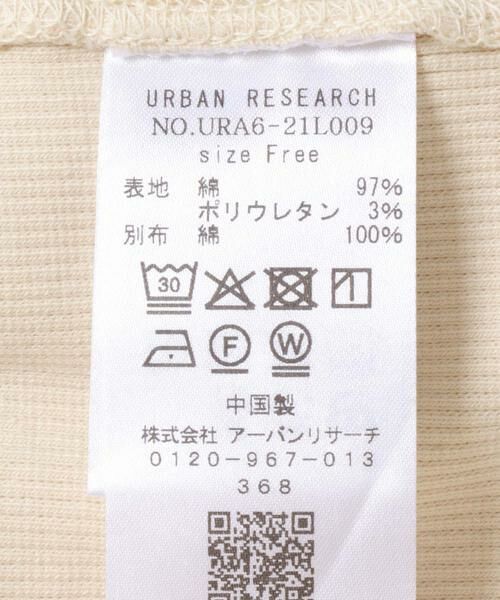 URBAN RESEARCH
NO.URA6-21L009
size Free
表地 綿 97%
ポリウレタン 3%
別布 綿 100%
30
F W
中国製
株式会社 アーバンリサーチ
0120-967-013
368